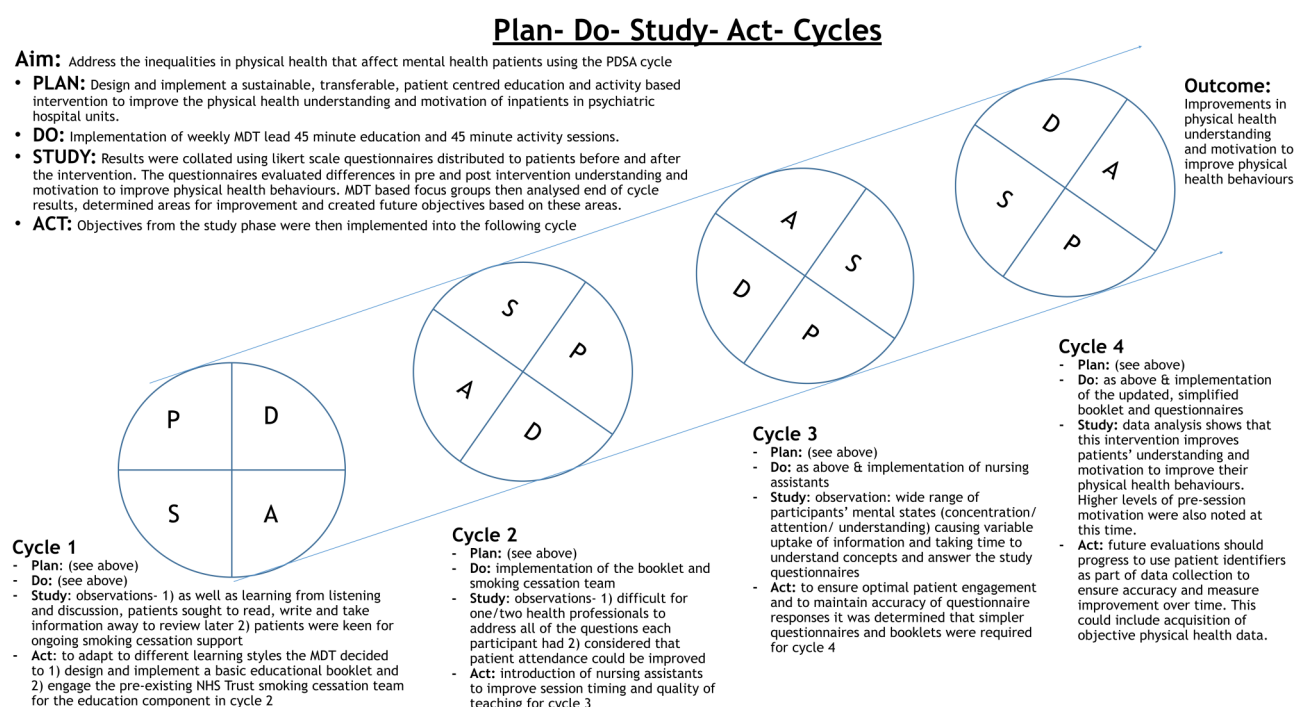 Plan- Do- Study- Act- Cycles
Aim: Address the inequalities in physical health that affect mental health patients using the PDSA cycle
• PLAN: Design and implement a sustainable, transferable, patient centred education and activity based
intervention to improve the physical health understanding and motivation of inpatients in psychiatric
hospital units.
• DO: Implementation of weekly MDT lead 45 minute education and 45 minute activity sessions.
• STUDY: Results were collated using likert scale questionnaires distributed to patients before and after
the intervention. The questionnaires evaluated differences in pre and post intervention understanding and
motivation to improve physical health behaviours. MDT based focus groups then analysed end of cycle
results, determined areas for improvement and created future objectives based on these areas.
• ACT: Objectives from the study phase were then implemented into the following cycle
Outcome:
Improvements in
physical health
understanding
and motivation to
improve physical
health behaviours
P
D
S
A
S
P
A
D
A
S
D
P
D
A
S
P
Cycle 1
- Plan: (see above)
- Do: (see above)
- Study: observations- 1) as well as learning from listening
and discussion, patients sought to read, write and take
information away to review later 2) patients were keen for
ongoing smoking cessation support
- Act: to adapt to different learning styles the MDT decided
to 1) design and implement a basic educational booklet and
2) engage the pre-existing NHS Trust smoking cessation team
for the education component in cycle 2
Cycle 2
- Plan: (see above)
- Do: implementation of the booklet and
smoking cessation team
- Study: observations- 1) difficult for
one/two health professionals to
address all of the questions each
participant had 2) considered that
patient attendance could be improved
- Act: introduction of nursing assistants
to improve session timing and quality of
teaching for cycle 3
Cycle 3
- Plan: (see above)
- Do: as above & implementation of nursing
assistants
- Study: observation: wide range of
participants' mental states (concentration/
attention/ understanding) causing variable
uptake of information and taking time to
understand concepts and answer the study
questionnaires
- Act: to ensure optimal patient engagement
and to maintain accuracy of questionnaire
responses it was determined that simpler
questionnaires and booklets were required
for cycle 4
Cycle 4
- Plan: (see above)
- Do: as above & implementation
of the updated, simplified
booklet and questionnaires
- Study: data analysis shows that
this intervention improves
patients' understanding and
motivation to improve their
physical health behaviours.
Higher levels of pre-session
motivation were also noted at
this time.
- Act: future evaluations should
progress to use patient identifiers
as part of data collection to
ensure accuracy and measure
improvement over time. This
could include acquisition of
objective physical health data.